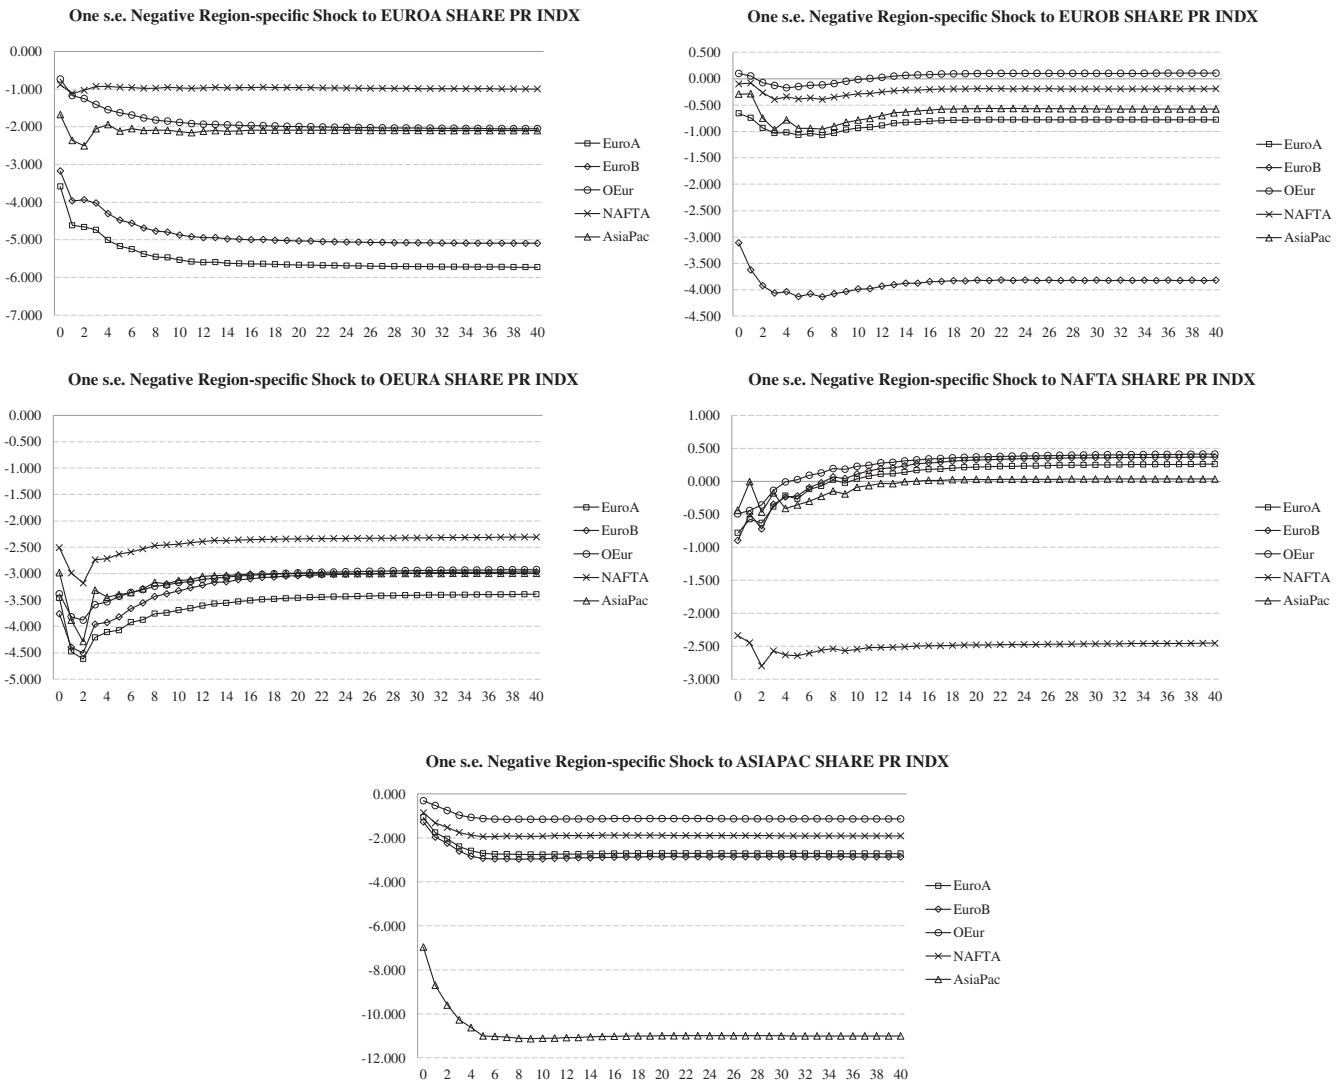 One s.e. Negative Region-specific Shock to EUROA SHARE PR INDX
0.000
-1.000
-2.000
-3.000
-4.000
-5.000
-6.000
-7.000
0 2 4 6 8 10 12 14 16 18 20 22 24 26 28 30 32 34 36 38 40
EuroA
EuroB
OEur
NAFTA
AsiaPac
One s.e. Negative Region-specific Shock to EUROB SHARE PR INDX
0.500
0.000
-0.500
-1.000
-1.500
-2.000
-2.500
-3.000
-3.500
-4.000
-4.500
0 2 4 6 8 10 12 14 16 18 20 22 24 26 28 30 32 34 36 38 40
EuroA
EuroB
OEur
NAFTA
AsiaPac
One s.e. Negative Region-specific Shock to OEURA SHARE PR INDX
0.000
-0.500
-1.000
-1.500
-2.000
-2.500
-3.000
-3.500
-4.000
-4.500
-5.000
0 2 4 6 8 10 12 14 16 18 20 22 24 26 28 30 32 34 36 38 40
EuroA
EuroB
OEur
NAFTA
AsiaPac
One s.e. Negative Region-specific Shock to NAFTA SHARE PR INDX
1.000
0.500
0.000
-0.500
-1.000
-1.500
-2.000
-2.500
-3.000
0 2 4 6 8 10 12 14 16 18 20 22 24 26 28 30 32 34 36 38 40
EuroA
EuroB
OEur
NAFTA
AsiaPac
One s.e. Negative Region-specific Shock to ASIAPAC SHARE PR INDX
0.000
-2.000
-4.000
-6.000
-8.000
-10.000
-12.000
0 2 4 6 8 10 12 14 16 18 20 22 24 26 28 30 32 34 36 38 40
EuroA
EuroB
OEur
NAFTA
AsiaPac